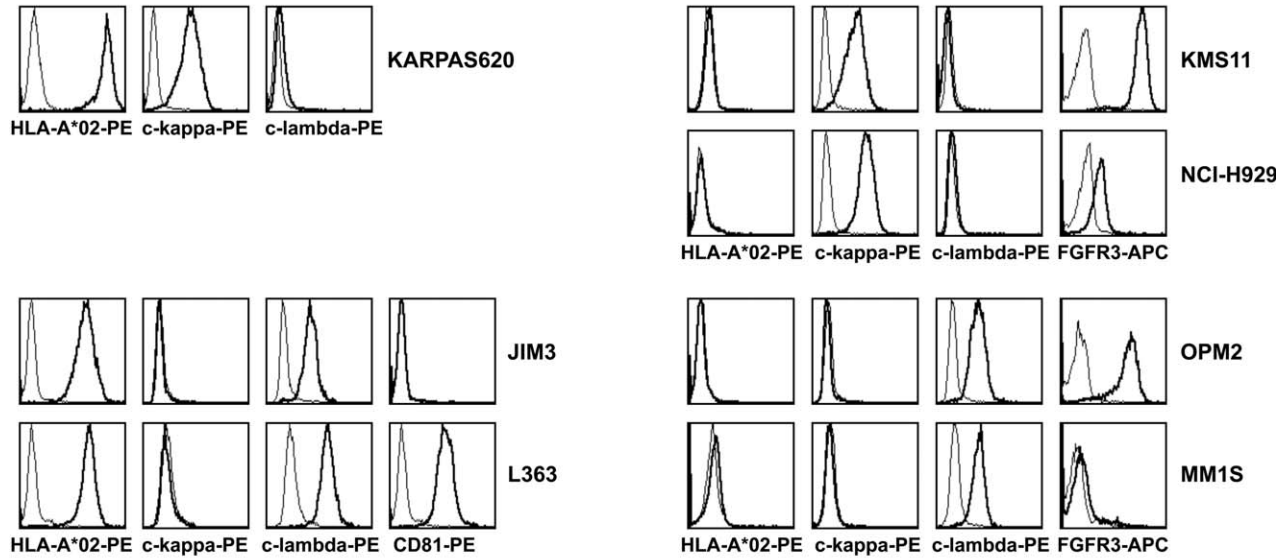 KARPAS620
HLA-A*02-PE c-kappa-PE c-lambda-PE
KMS11
NCI-H929
HLA-A*02-PE c-kappa-PE c-lambda-PE FGFR3-APC
JIM3
L363
HLA-A*02-PE c-kappa-PE c-lambda-PE CD81-PE
OPM2
MM1S
HLA-A*02-PE c-kappa-PE c-lambda-PE FGFR3-APC